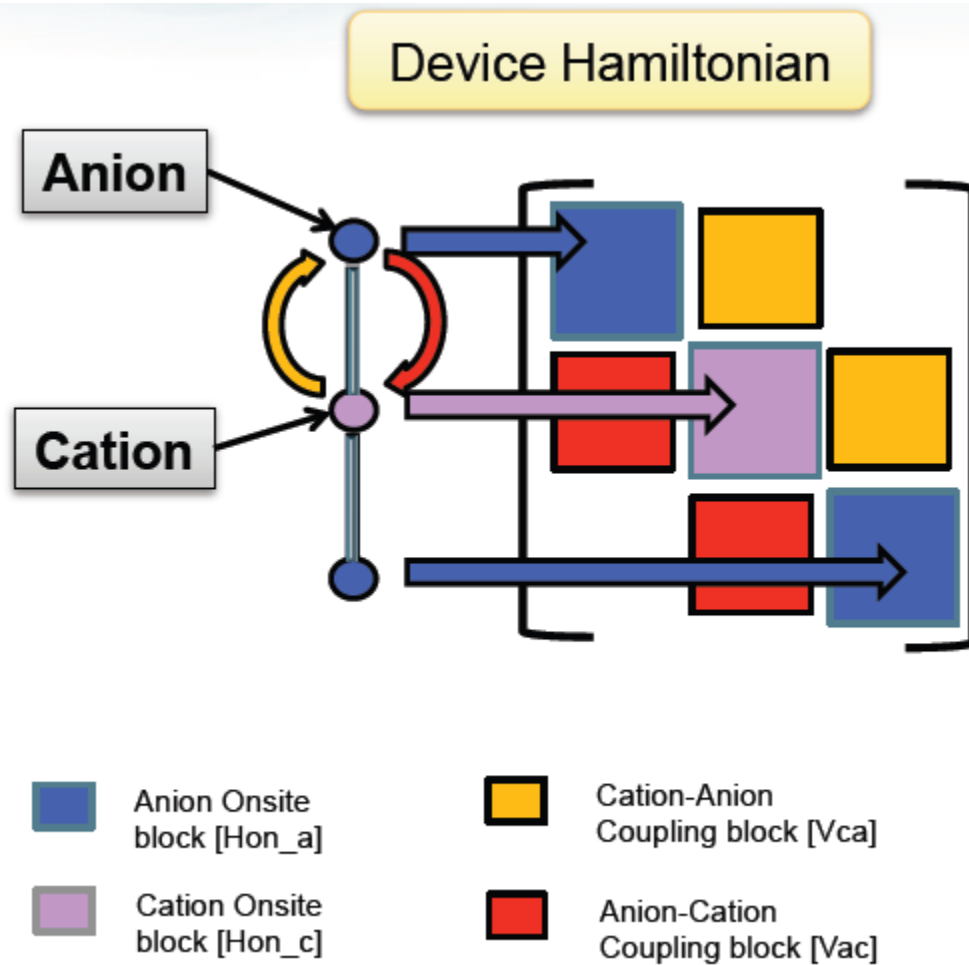 Device Hamiltonian
Anion
Cation
Anion Onsite
block [Hon_a]
Cation-Anion
Coupling block [Vca]
Cation Onsite
block [Hon_c]
Anion-Cation
Coupling block [Vac]